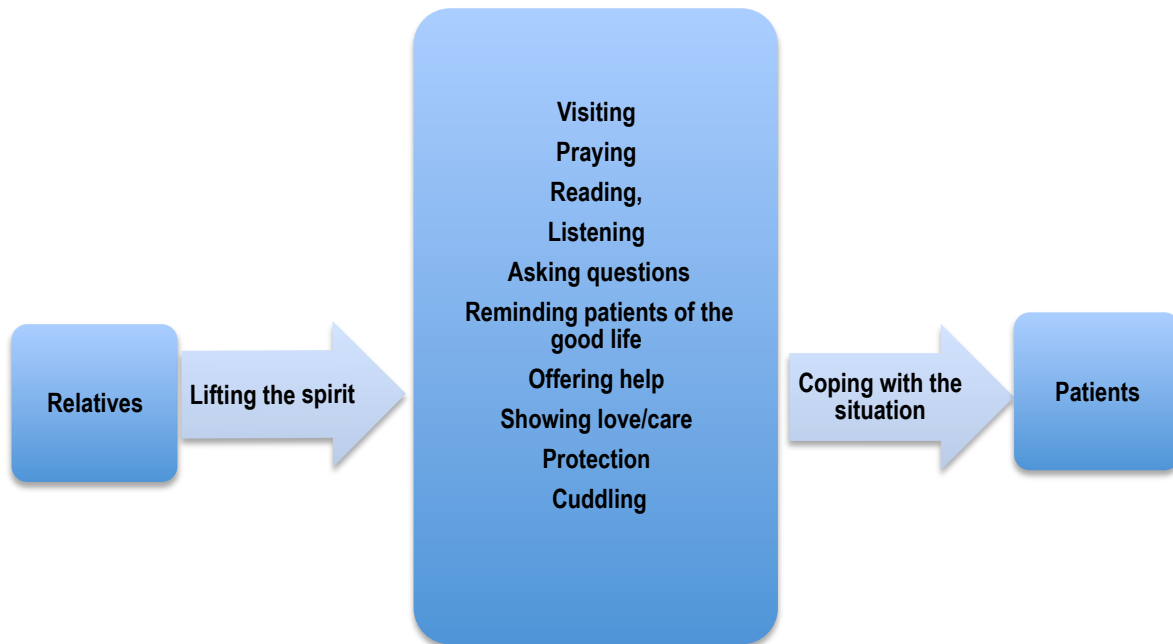 Relatives
Lifting the spirit
Visiting
Praying
Reading,
Listening
Asking questions
Reminding patients of the
good life
Offering help
Showing love/care
Protection
Cuddling
Coping with the
situation
Patients